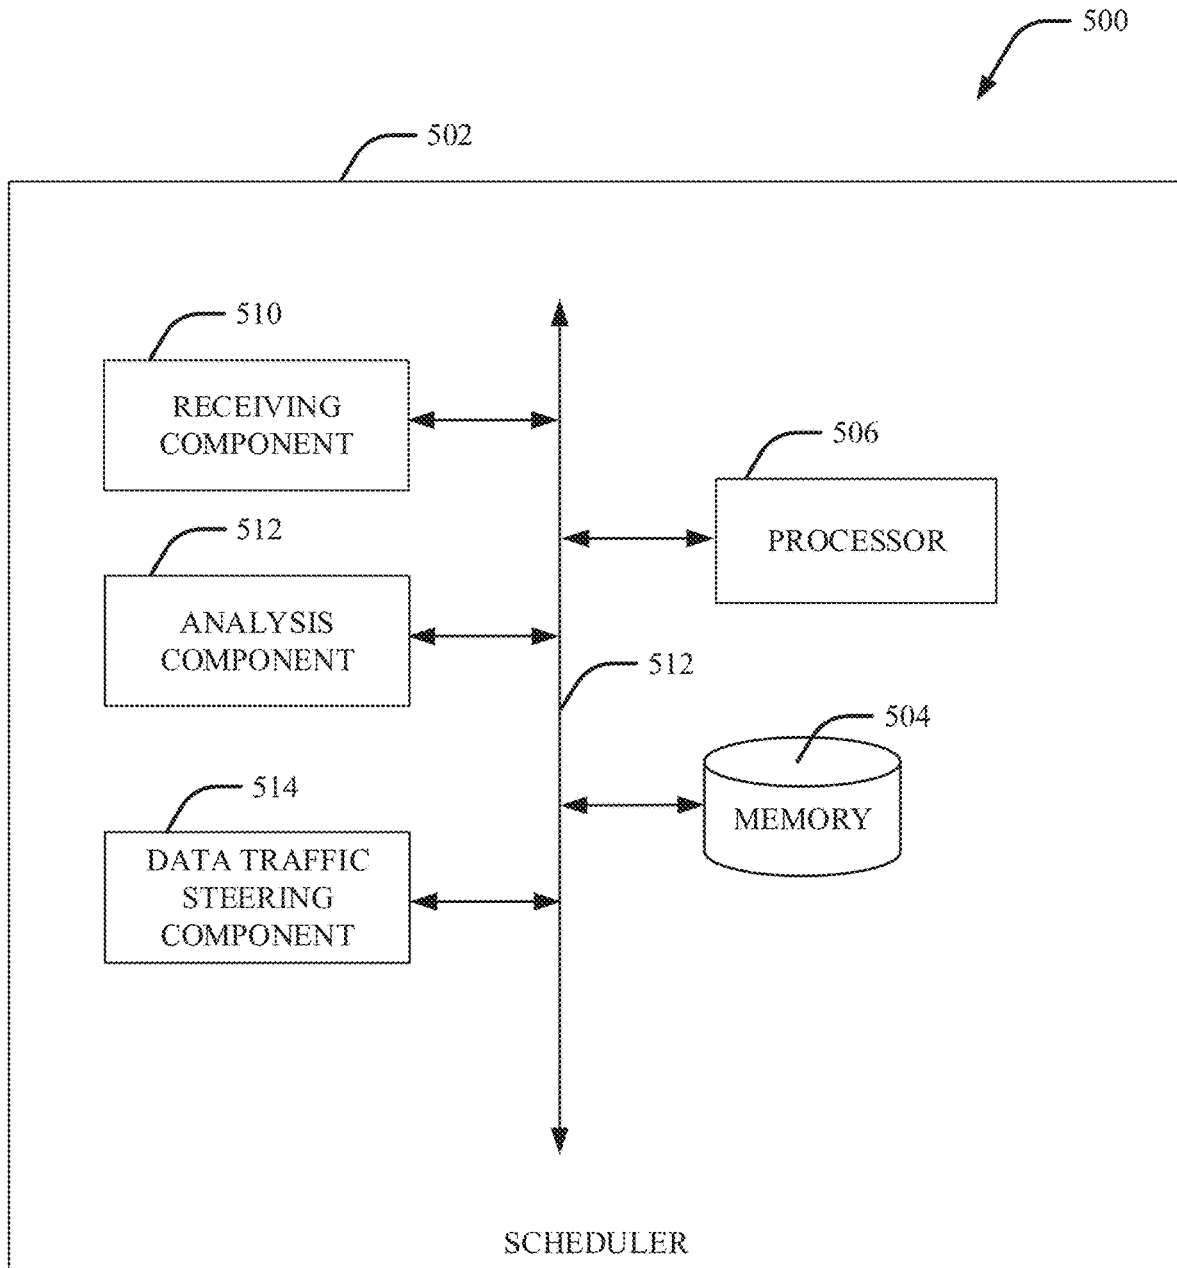 500
502
510
RECEIVING
COMPONENT
506
PROCESSOR
512
ANALYSIS
COMPONENT
512
504
MEMORY
514
DATA TRAFFIC
STEERING
COMPONENT
SCHEDULER